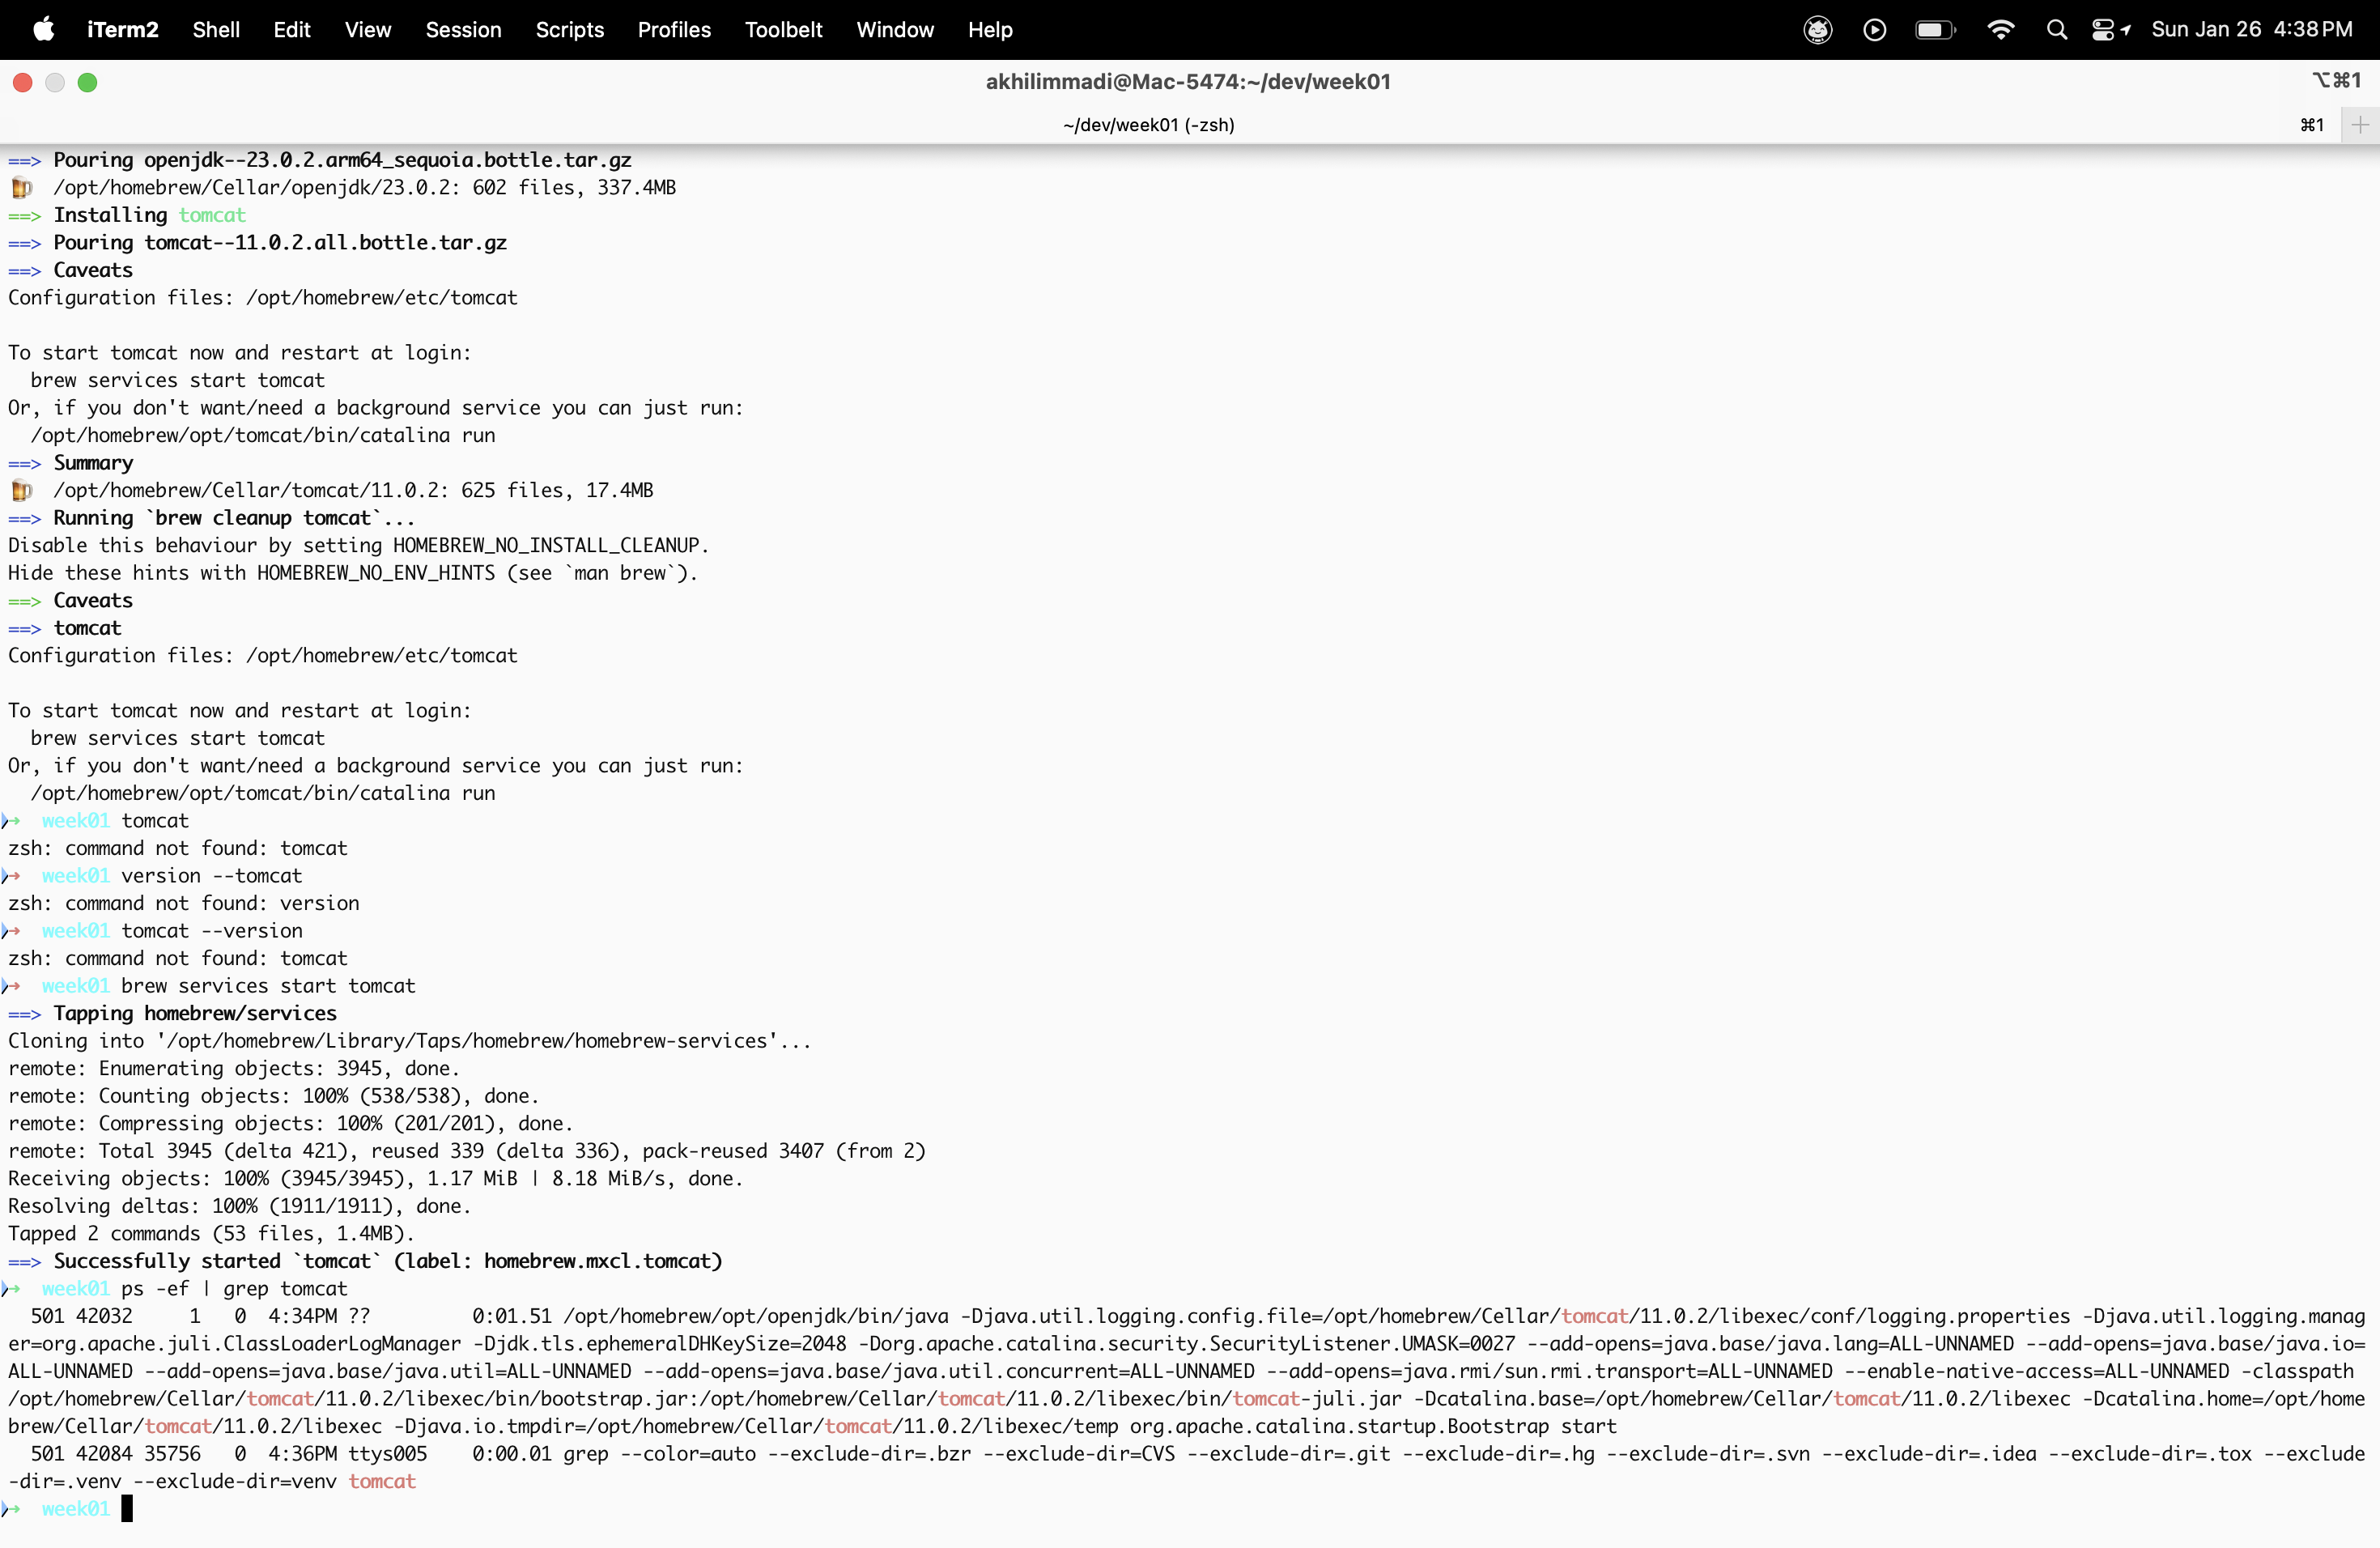 iTerm2 Shell Edit View Session Scripts Profiles Toolbelt Window Help Sun Jan 26 4:38 PM
akhilimmadi@Mac-5474:~/dev/week01 ⌥⌘1
~/dev/week01 (-zsh) ⌘1
==> Pouring openjdk--23.0.2.arm64_sequoia.bottle.tar.gz
🍺  /opt/homebrew/Cellar/openjdk/23.0.2: 602 files, 337.4MB
==> Installing tomcat
==> Pouring tomcat--11.0.2.all.bottle.tar.gz
==> Caveats
Configuration files: /opt/homebrew/etc/tomcat
To start tomcat now and restart at login:
  brew services start tomcat
Or, if you don't want/need a background service you can just run:
  /opt/homebrew/opt/tomcat/bin/catalina run
==> Summary
🍺  /opt/homebrew/Cellar/tomcat/11.0.2: 625 files, 17.4MB
==> Running `brew cleanup tomcat`...
Disable this behaviour by setting HOMEBREW_NO_INSTALL_CLEANUP.
Hide these hints with HOMEBREW_NO_ENV_HINTS (see `man brew`).
==> Caveats
==> tomcat
Configuration files: /opt/homebrew/etc/tomcat
To start tomcat now and restart at login:
  brew services start tomcat
Or, if you don't want/need a background service you can just run:
  /opt/homebrew/opt/tomcat/bin/catalina run
➜  week01 tomcat
zsh: command not found: tomcat
➜  week01 version --tomcat
zsh: command not found: version
➜  week01 tomcat --version
zsh: command not found: tomcat
➜  week01 brew services start tomcat
==> Tapping homebrew/services
Cloning into '/opt/homebrew/Library/Taps/homebrew/homebrew-services'...
remote: Enumerating objects: 3945, done.
remote: Counting objects: 100% (538/538), done.
remote: Compressing objects: 100% (201/201), done.
remote: Total 3945 (delta 421), reused 339 (delta 336), pack-reused 3407 (from 2)
Receiving objects: 100% (3945/3945), 1.17 MiB | 8.18 MiB/s, done.
Resolving deltas: 100% (1911/1911), done.
Tapped 2 commands (53 files, 1.4MB).
==> Successfully started `tomcat` (label: homebrew.mxcl.tomcat)
➜  week01 ps -ef | grep tomcat
  501 42032     1   0  4:34PM ??         0:01.51 /opt/homebrew/opt/openjdk/bin/java -Djava.util.logging.config.file=/opt/homebrew/Cellar/tomcat/11.0.2/libexec/conf/logging.properties -Djava.util.logging.manag
er=org.apache.juli.ClassLoaderLogManager -Djdk.tls.ephemeralDHKeySize=2048 -Dorg.apache.catalina.security.SecurityListener.UMASK=0027 --add-opens=java.base/java.lang=ALL-UNNAMED --add-opens=java.base/java.io=
ALL-UNNAMED --add-opens=java.base/java.util=ALL-UNNAMED --add-opens=java.base/java.util.concurrent=ALL-UNNAMED --add-opens=java.rmi/sun.rmi.transport=ALL-UNNAMED --enable-native-access=ALL-UNNAMED -classpath
/opt/homebrew/Cellar/tomcat/11.0.2/libexec/bin/bootstrap.jar:/opt/homebrew/Cellar/tomcat/11.0.2/libexec/bin/tomcat-juli.jar -Dcatalina.base=/opt/homebrew/Cellar/tomcat/11.0.2/libexec -Dcatalina.home=/opt/home
brew/Cellar/tomcat/11.0.2/libexec -Djava.io.tmpdir=/opt/homebrew/Cellar/tomcat/11.0.2/libexec/temp org.apache.catalina.startup.Bootstrap start
  501 42084 35756   0  4:36PM ttys005    0:00.01 grep --color=auto --exclude-dir=.bzr --exclude-dir=CVS --exclude-dir=.git --exclude-dir=.hg --exclude-dir=.svn --exclude-dir=.idea --exclude-dir=.tox --exclude
-dir=.venv --exclude-dir=venv tomcat
➜  week01